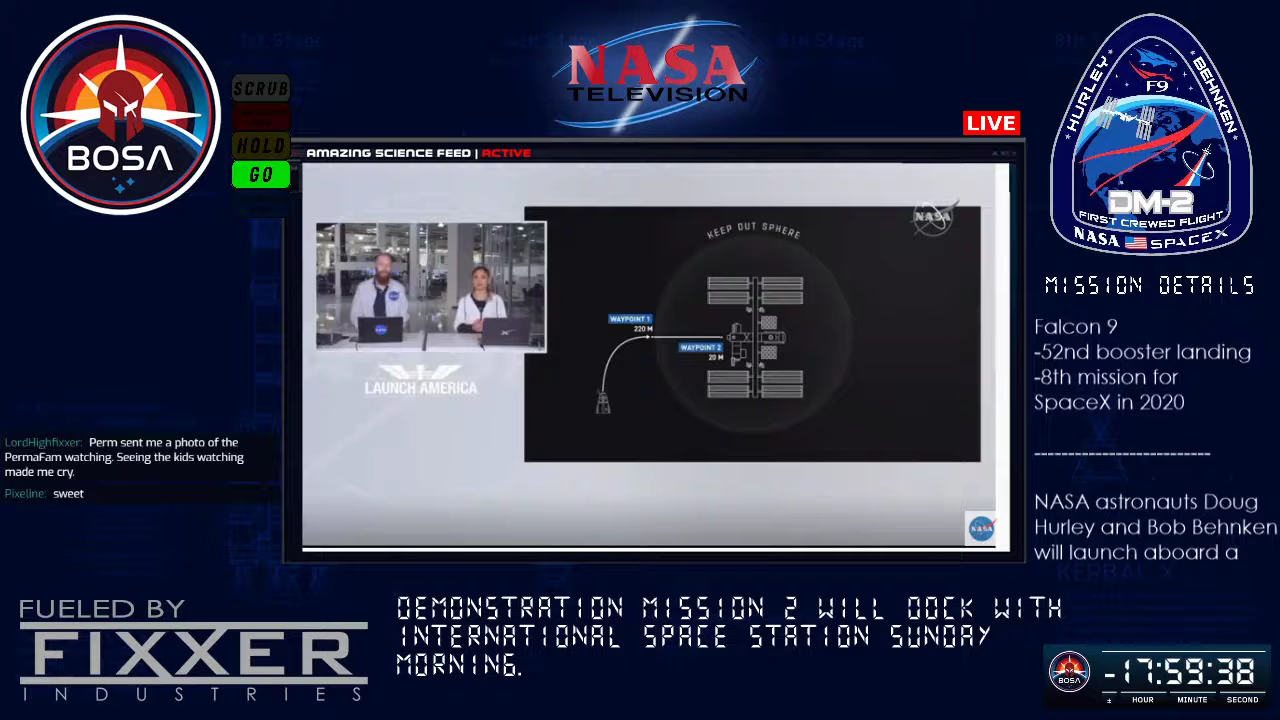 BOSA
SCRUB
HOLD
GO
NASA
TELEVISION
LIVE
AMAZING SCIENCE FEED | ACTIVE
KEEP OUT SPHERE
NASA
WAYPOINT 1
220 M
WAYPOINT 2
20 M
LAUNCH AMERICA
NASA
HURLEY
BEHNKEN
F9
DM-2
FIRST CREWED FLIGHT
NASA SPACEX
MISSION DETAILS
Falcon 9
-52nd booster landing
-8th mission for
SpaceX in 2020
-------------------------
NASA astronauts Doug
Hurley and Bob Behnken
will launch aboard a
KERBAL X
LordHighfixxer: Perm sent me a photo of the
PermaFam watching. Seeing the kids watching
made me cry.
Pixeline: sweet
FUELED BY
FIXXER
INDUSTRIES
DEMONSTRATION MISSION 2 WILL DOCK WITH
INTERNATIONAL SPACE STATION SUNDAY
MORNING.
BOSA
-17:59:38
± HOUR MINUTE SECOND